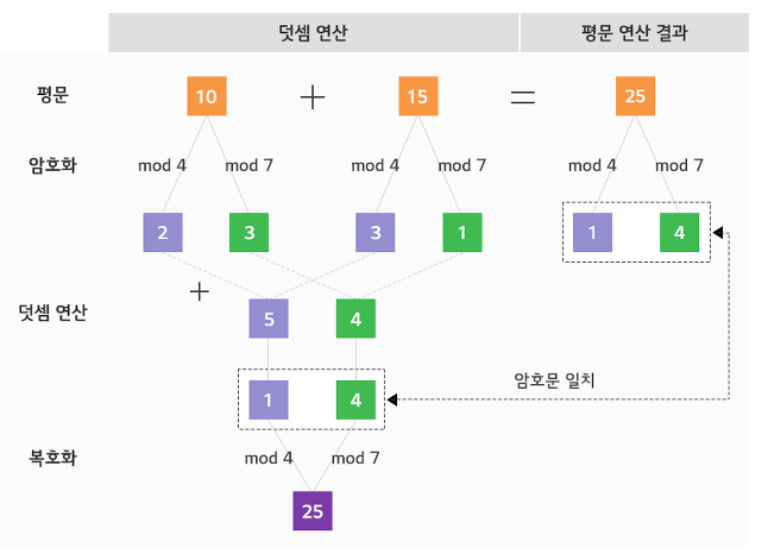 덧셈 연산 평문 연산 결과
평문 10 + 15 = 25
암호화 mod 4 mod 7 mod 4 mod 7 mod 4 mod 7
2 3 3 1 1 4
+
덧셈 연산 5 4
암호문 일치
1 4
복호화 mod 4 mod 7
25